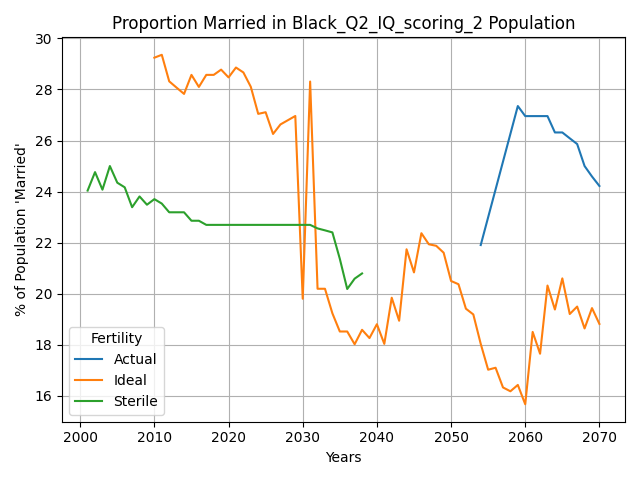 Proportion Married in Black_Q2_IQ_scoring_2 Population
% of Population 'Married'
30
28
26
24
22
20
18
16
Fertility
Actual
Ideal
Sterile
2000 2010 2020 2030 2040 2050 2060 2070
Years